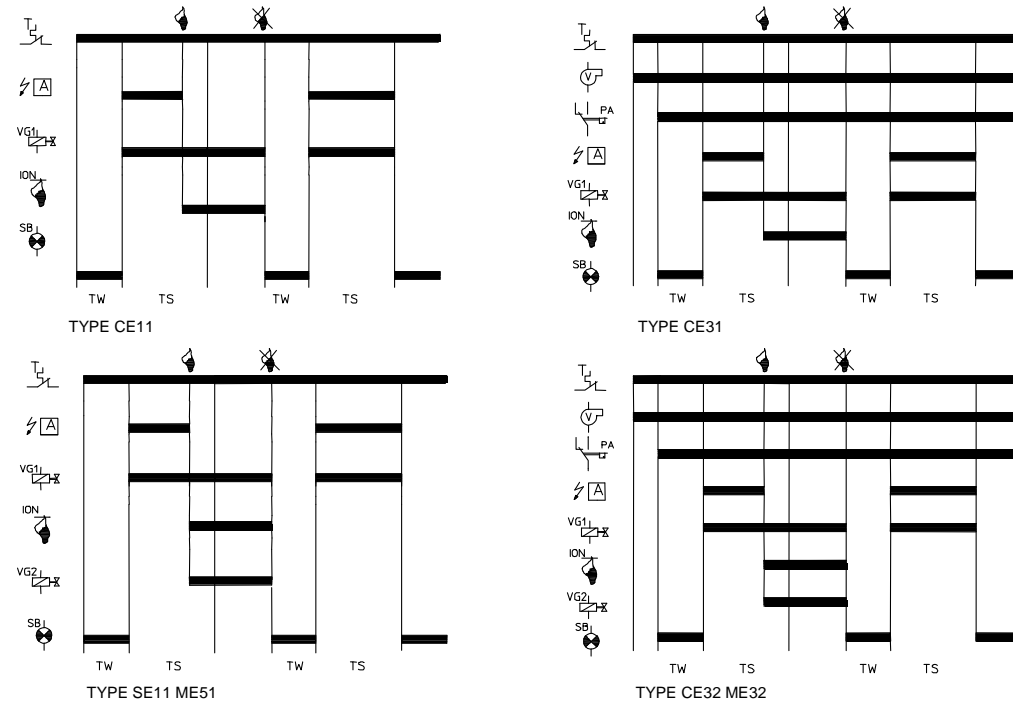 T
A
VG1
ION
SB
TW TS TW TS
TYPE CE11
T
V
PA
A
VG1
ION
SB
TW TS TW TS
TYPE CE31
T
A
VG1
ION
VG2
SB
TW TS TW TS
TYPE SE11 ME51
T
V
PA
A
VG1
ION
VG2
SB
TW TS TW TS
TYPE CE32 ME32